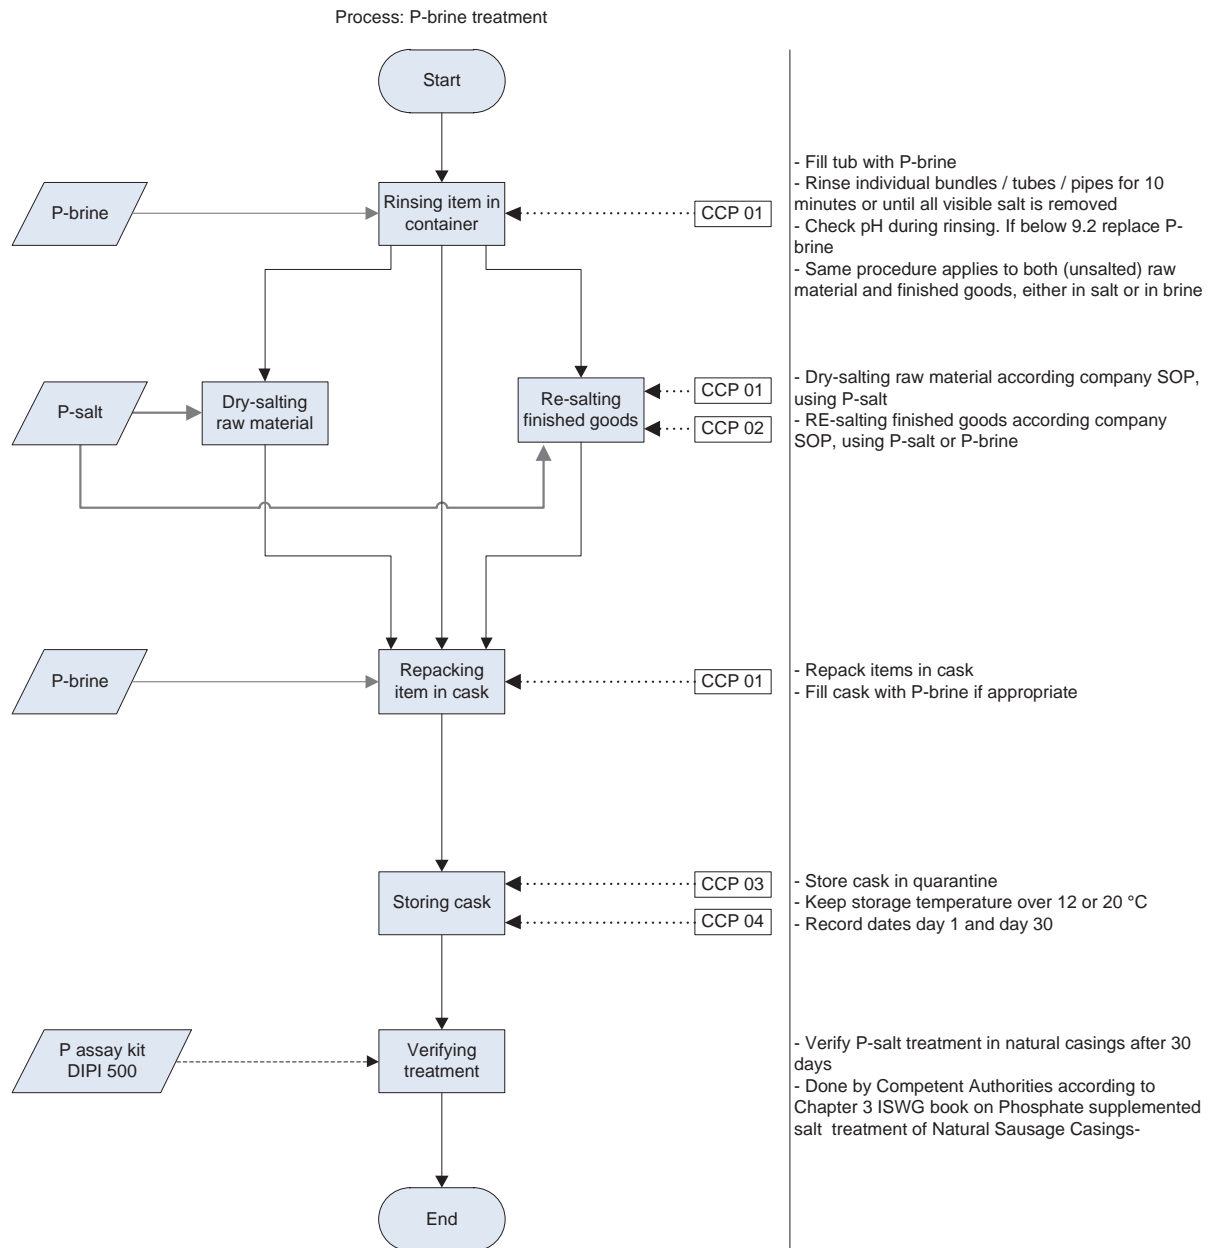 Process: P-brine treatment
Start
P-brine
Rinsing item in
container
CCP 01
- Fill tub with P-brine
- Rinse individual bundles / tubes / pipes for 10
minutes or until all visible salt is removed
- Check pH during rinsing. If below 9.2 replace P-
brine
- Same procedure applies to both (unsalted) raw
material and finished goods, either in salt or in brine
P-salt
Dry-salting
raw material
Re-salting
finished goods
CCP 01
CCP 02
- Dry-salting raw material according company SOP,
using P-salt
- RE-salting finished goods according company
SOP, using P-salt or P-brine
P-brine
Repacking
item in cask
CCP 01
- Repack items in cask
- Fill cask with P-brine if appropriate
Storing cask
CCP 03
CCP 04
- Store cask in quarantine
- Keep storage temperature over 12 or 20 °C
- Record dates day 1 and day 30
P assay kit
DIPI 500
Verifying
treatment
- Verify P-salt treatment in natural casings after 30
days
- Done by Competent Authorities according to
Chapter 3 ISWG book on Phosphate supplemented
salt  treatment of Natural Sausage Casings-
End